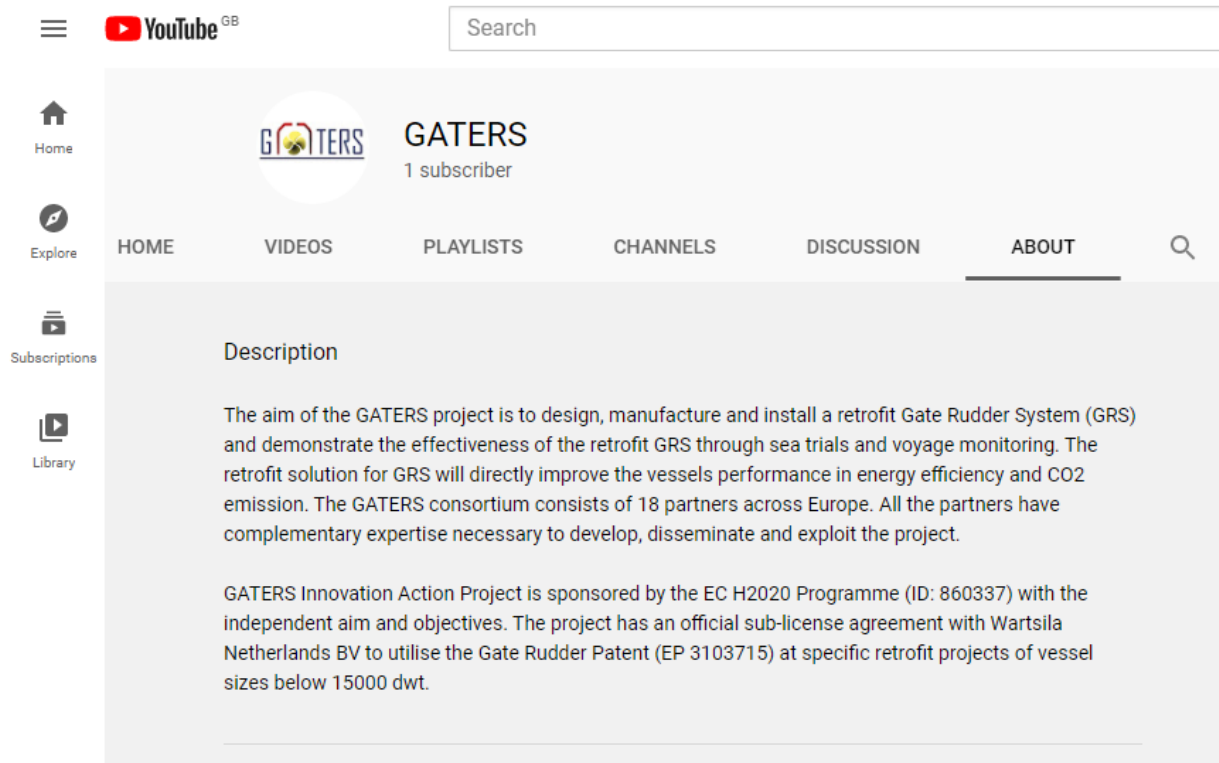 YouTube GB
Search
Home
Explore
Subscriptions
Library
GATERS
GATERS
1 subscriber
HOME VIDEOS PLAYLISTS CHANNELS DISCUSSION ABOUT
Description
The aim of the GATERS project is to design, manufacture and install a retrofit Gate Rudder System (GRS)
and demonstrate the effectiveness of the retrofit GRS through sea trials and voyage monitoring. The
retrofit solution for GRS will directly improve the vessels performance in energy efficiency and CO2
emission. The GATERS consortium consists of 18 partners across Europe. All the partners have
complementary expertise necessary to develop, disseminate and exploit the project.
GATERS Innovation Action Project is sponsored by the EC H2020 Programme (ID: 860337) with the
independent aim and objectives. The project has an official sub-license agreement with Wartsila
Netherlands BV to utilise the Gate Rudder Patent (EP 3103715) at specific retrofit projects of vessel
sizes below 15000 dwt.